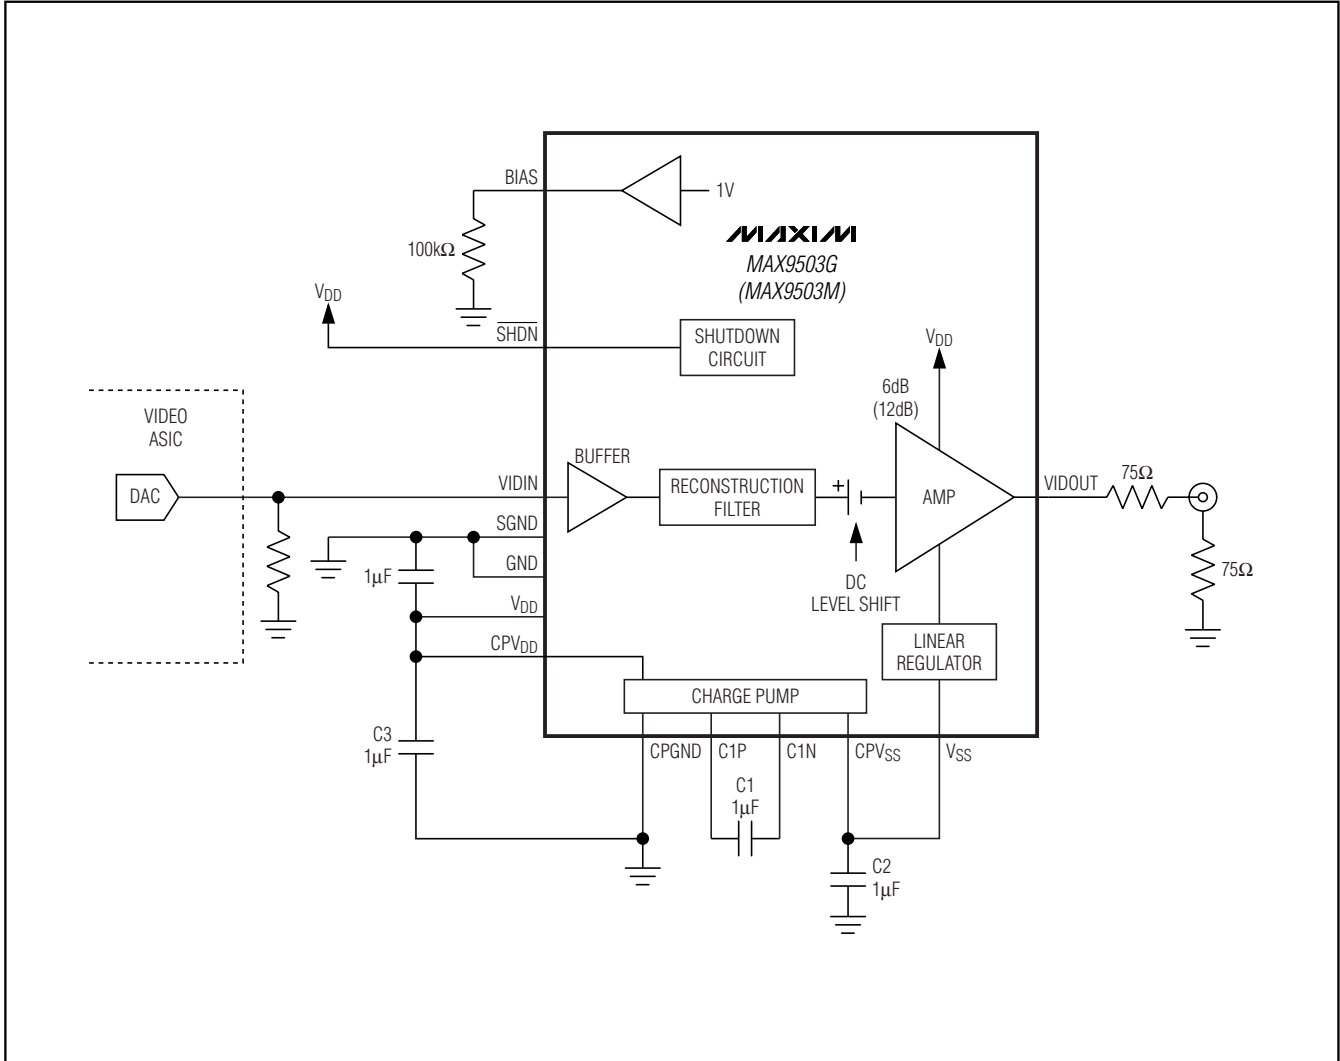 BIAS
1V
100kΩ
MAXIM
MAX9503G
(MAX9503M)
VDD
SHDN
SHUTDOWN
CIRCUIT
VDD
6dB
(12dB)
VIDEO
ASIC
DAC
VIDIN
BUFFER
RECONSTRUCTION
FILTER
+
AMP
VIDOUT
75Ω
SGND
GND
1µF
DC
LEVEL SHIFT
75Ω
VDD
CPVDD
LINEAR
REGULATOR
CHARGE PUMP
C3
1µF
CPGND
C1P
C1N
CPVSS
VSS
C1
1µF
C2
1µF